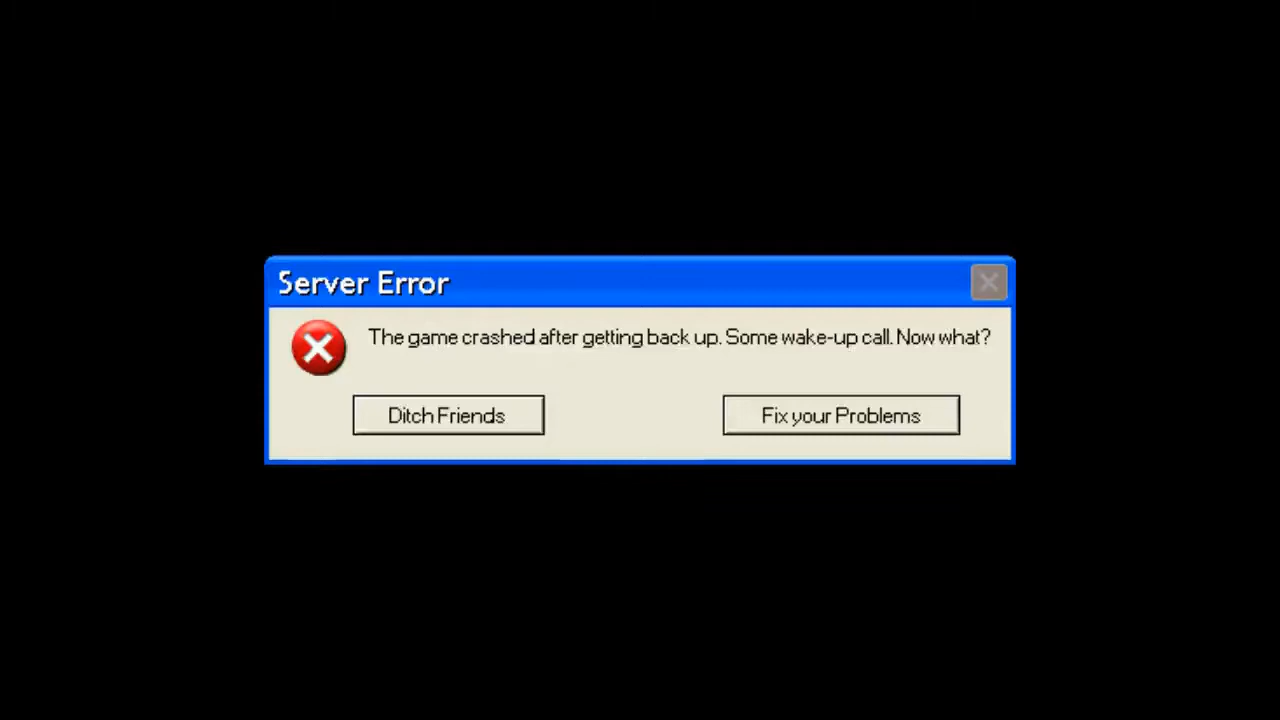 Server Error
The game crashed after getting back up. Some wake-up call. Now what?
Ditch Friends
Fix your Problems